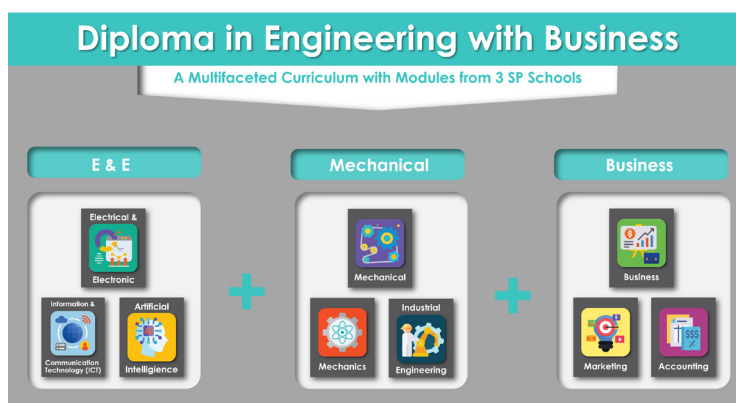 Diploma in Engineering with Business
A Multifaceted Curriculum with Modules from 3 SP Schools
E & E
Electrical &
Electronic
Information &
Communication
Technology (ICT)
Artificial
Intelligience
Mechanical
Mechanical
Mechanics
Industrial
Engineering
Business
$
Business
Marketing
$$$
Accounting